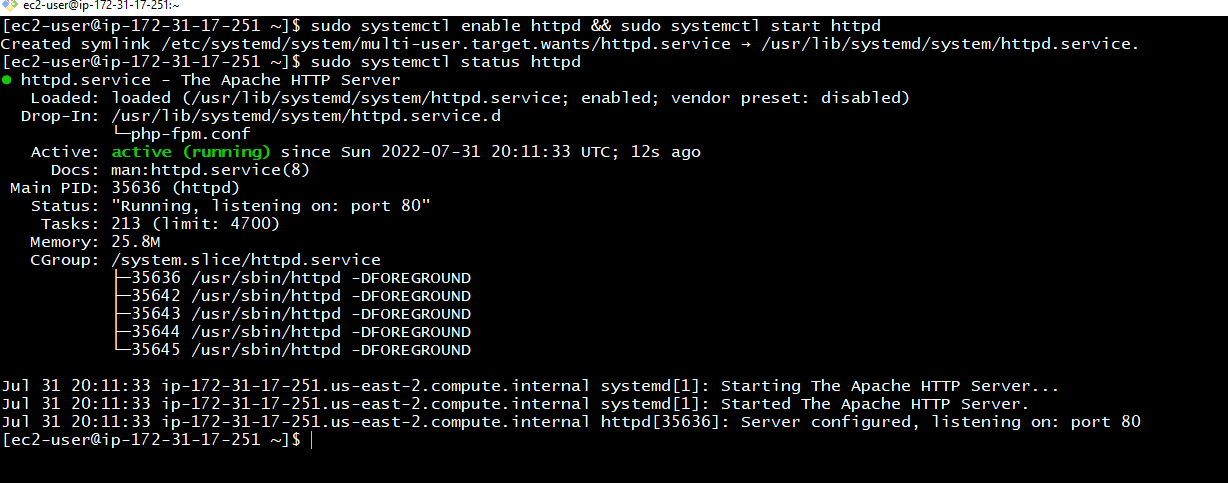 ec2-user@ip-172-31-17-251:~
[ec2-user@ip-172-31-17-251 ~]$ sudo systemctl enable httpd && sudo systemctl start httpd
Created symlink /etc/systemd/system/multi-user.target.wants/httpd.service → /usr/lib/systemd/system/httpd.service.
[ec2-user@ip-172-31-17-251 ~]$ sudo systemctl status httpd
● httpd.service - The Apache HTTP Server
   Loaded: loaded (/usr/lib/systemd/system/httpd.service; enabled; vendor preset: disabled)
  Drop-In: /usr/lib/systemd/system/httpd.service.d
           └─php-fpm.conf
   Active: active (running) since Sun 2022-07-31 20:11:33 UTC; 12s ago
     Docs: man:httpd.service(8)
 Main PID: 35636 (httpd)
   Status: "Running, listening on: port 80"
    Tasks: 213 (limit: 4700)
   Memory: 25.8M
   CGroup: /system.slice/httpd.service
           ├─35636 /usr/sbin/httpd -DFOREGROUND
           ├─35642 /usr/sbin/httpd -DFOREGROUND
           ├─35643 /usr/sbin/httpd -DFOREGROUND
           ├─35644 /usr/sbin/httpd -DFOREGROUND
           └─35645 /usr/sbin/httpd -DFOREGROUND

Jul 31 20:11:33 ip-172-31-17-251.us-east-2.compute.internal systemd[1]: Starting The Apache HTTP Server...
Jul 31 20:11:33 ip-172-31-17-251.us-east-2.compute.internal systemd[1]: Started The Apache HTTP Server.
Jul 31 20:11:33 ip-172-31-17-251.us-east-2.compute.internal httpd[35636]: Server configured, listening on: port 80
[ec2-user@ip-172-31-17-251 ~]$